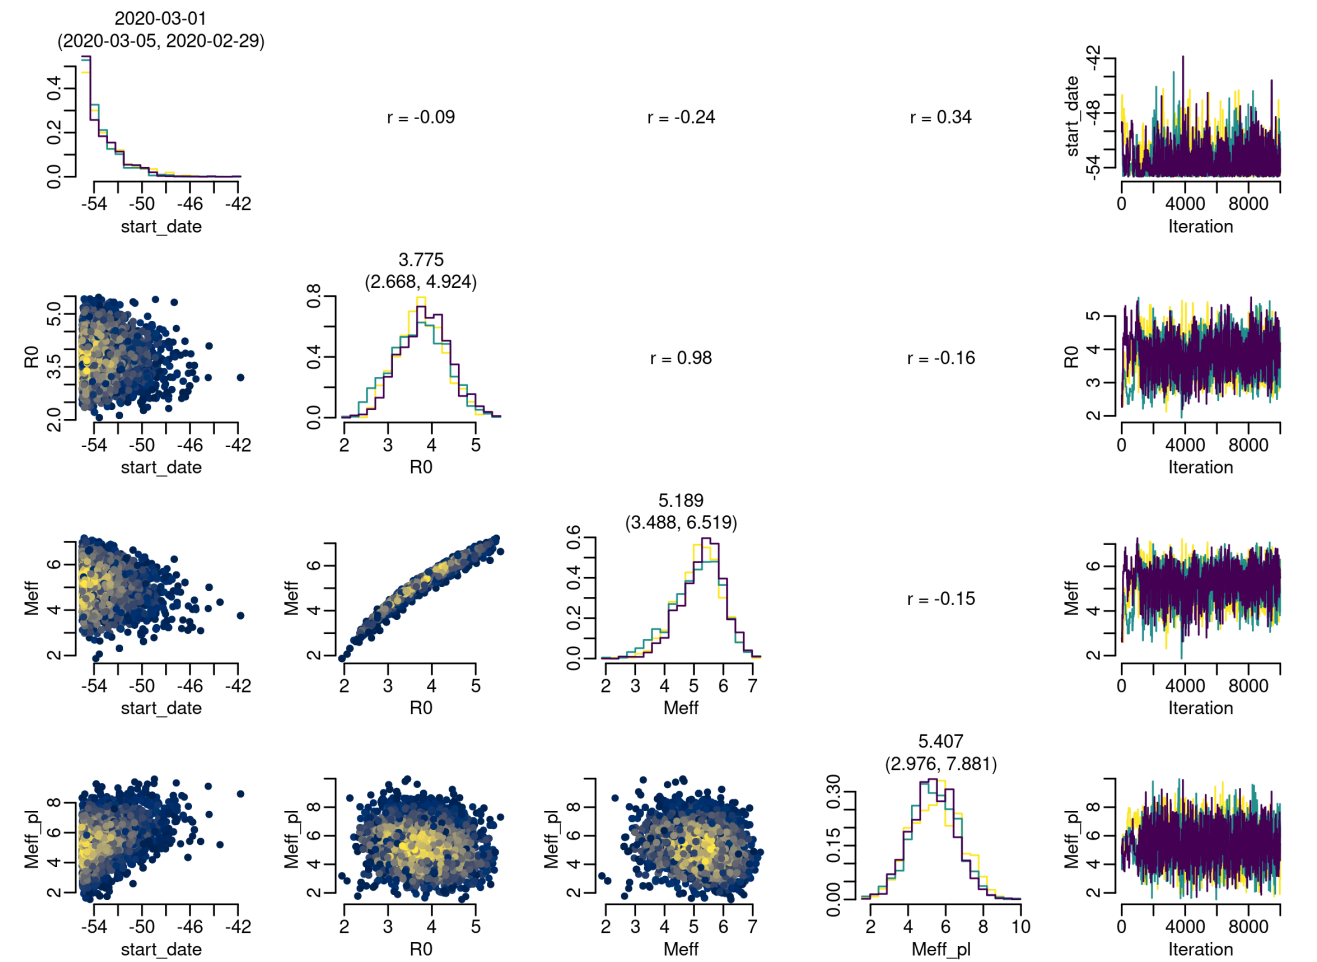 2020-03-01
(2020-03-05, 2020-02-29)
0.0 0.2 0.4
-54 -50 -46 -42
start_date
r = -0.09
r = -0.24
r = 0.34
start_date
-54 -48 -42
0 4000 8000
Iteration
R0
2.0 3.5 5.0
-54 -50 -46 -42
start_date
3.775
(2.668, 4.924)
0.0 0.4 0.8
2 3 4 5
R0
r = 0.98
r = -0.16
R0
2 3 4 5
0 4000 8000
Iteration
Meff
2 4 6
-54 -50 -46 -42
start_date
Meff
2 4 6
2 3 4 5
R0
5.189
(3.488, 6.519)
0.0 0.2 0.4 0.6
2 3 4 5 6 7
Meff
r = -0.15
Meff
2 4 6
0 4000 8000
Iteration
Meff_pl
2 4 6 8
-54 -50 -46 -42
start_date
Meff_pl
2 4 6 8
2 3 4 5
R0
Meff_pl
2 4 6 8
2 3 4 5 6 7
Meff
5.407
(2.976, 7.881)
0.00 0.15 0.30
2 4 6 8 10
Meff_pl
Meff_pl
2 4 6 8
0 4000 8000
Iteration